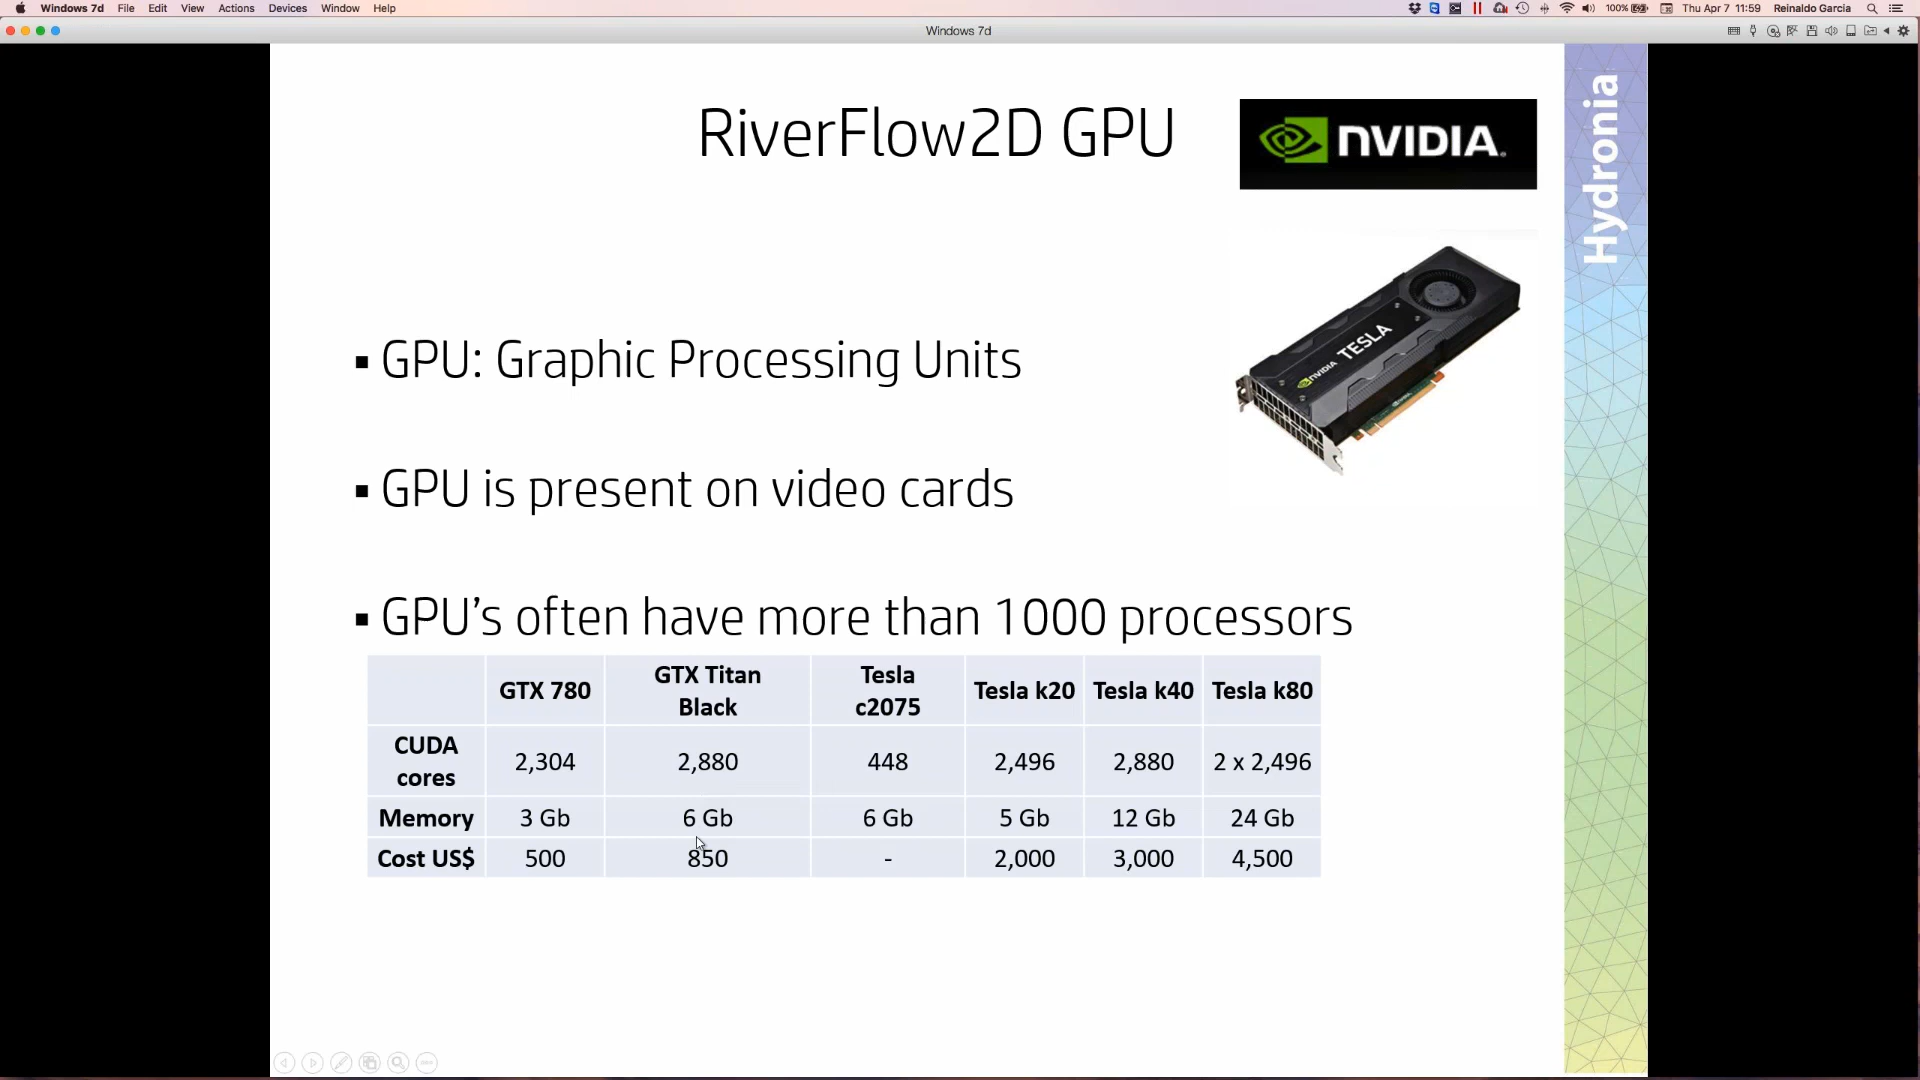 Windows 7d File Edit View Actions Devices Window Help 100% Thu Apr 7 11:59 Reinaldo Garcia
Windows 7d
RiverFlow2D GPU
NVIDIA.
Hydronia
NVIDIA TESLA
▪ GPU: Graphic Processing Units
▪ GPU is present on video cards
▪ GPU’s often have more than 1000 processors
GTX 780 GTX Titan Black Tesla c2075 Tesla k20 Tesla k40 Tesla k80
CUDA cores 2,304 2,880 448 2,496 2,880 2 x 2,496
Memory 3 Gb 6 Gb 6 Gb 5 Gb 12 Gb 24 Gb
Cost US$ 500 850 - 2,000 3,000 4,500